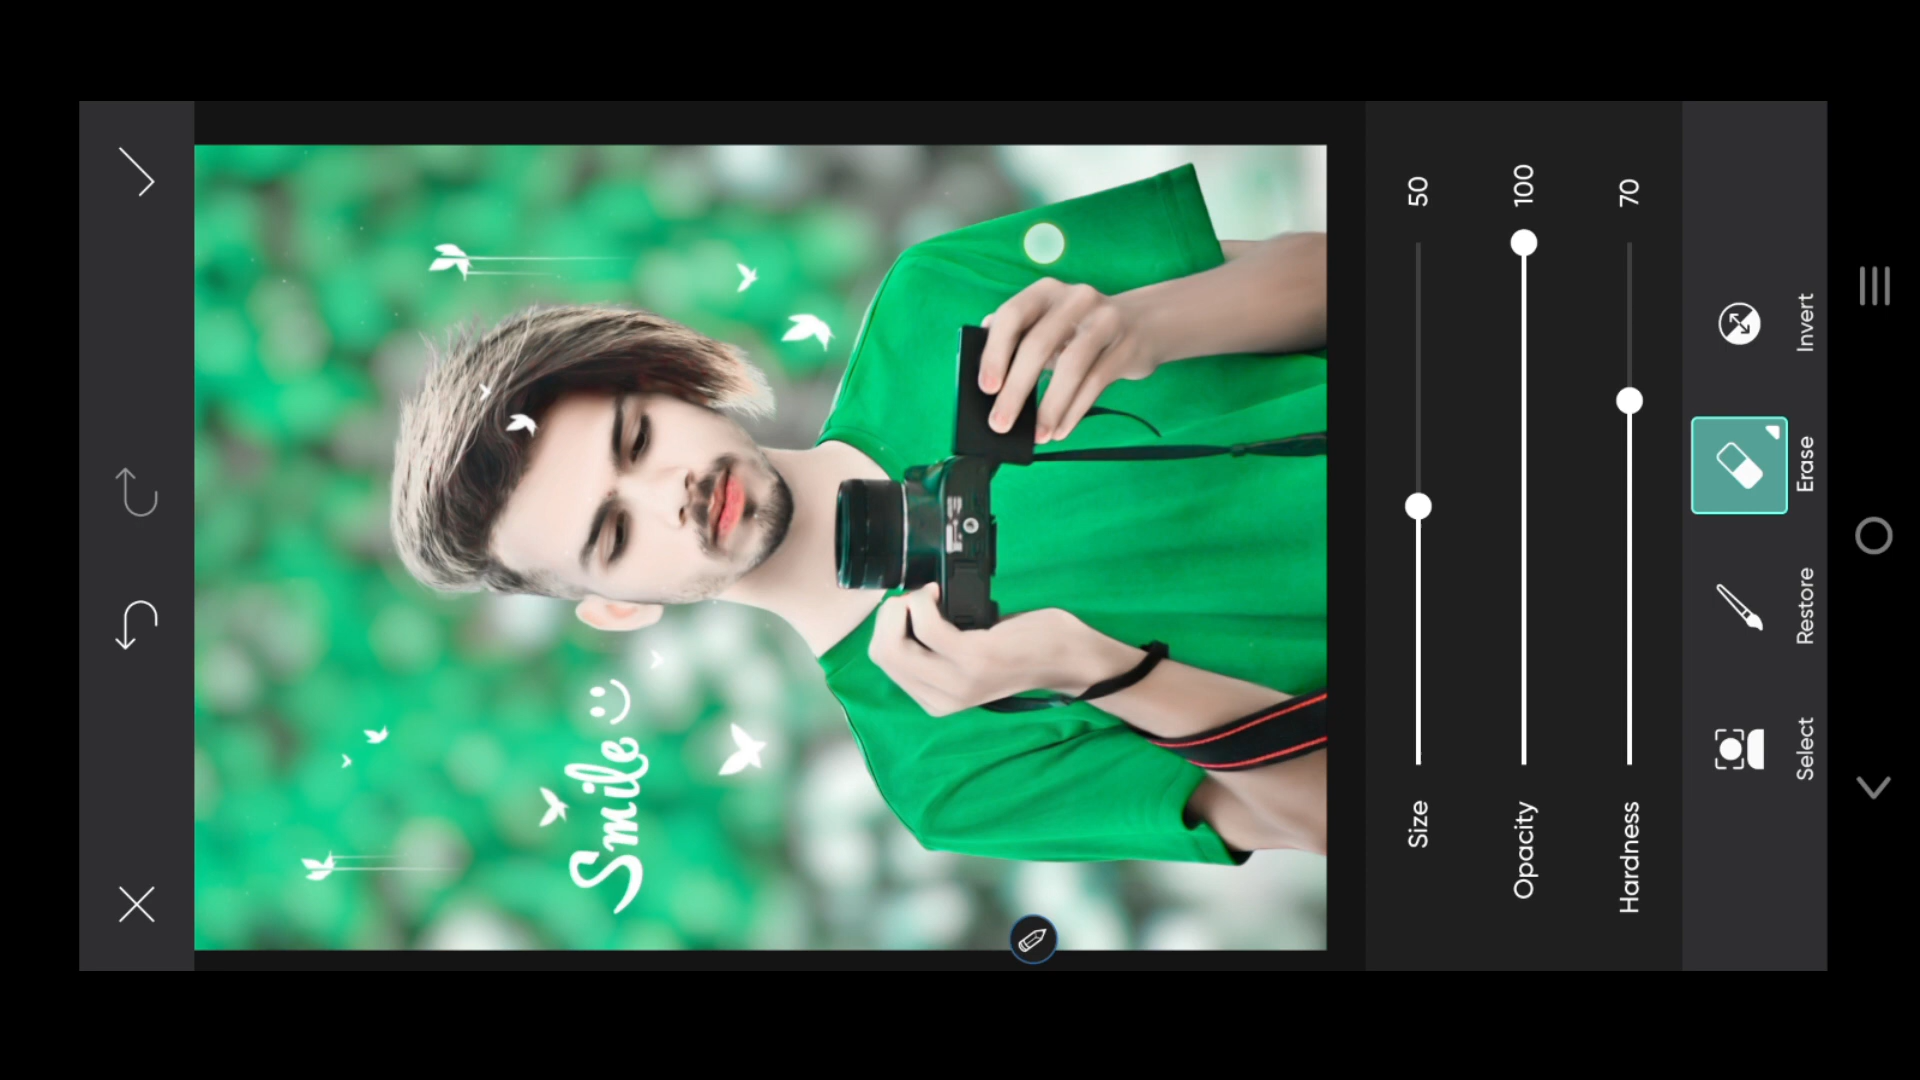 Smile
Size 50
Opacity 100
Hardness 70
Select Restore Erase Invert